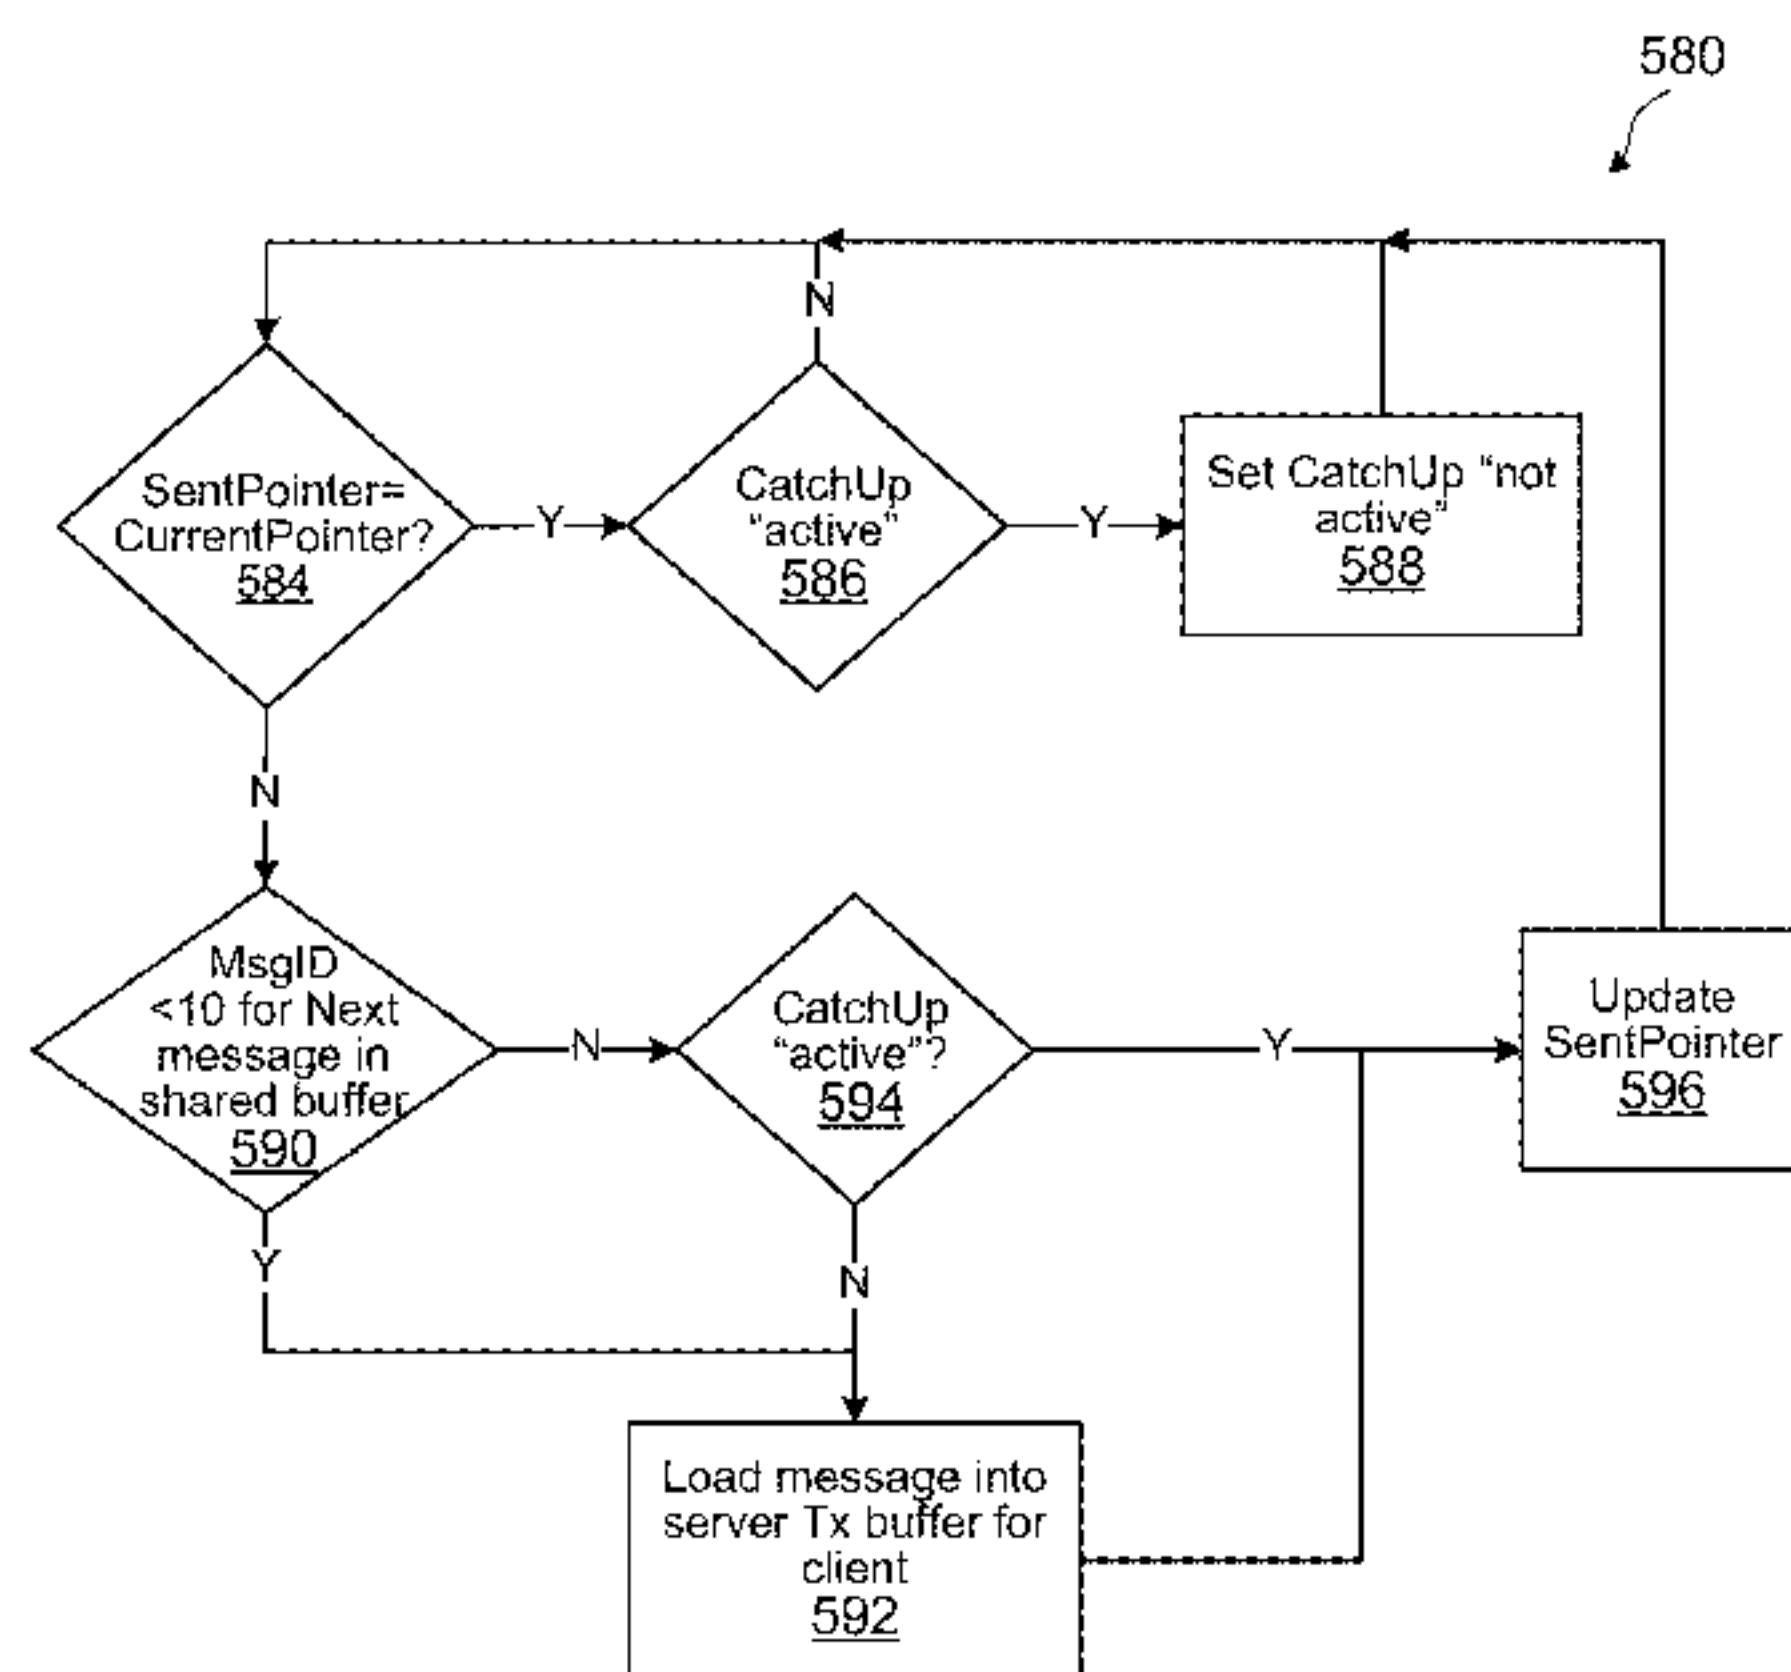 580
N
SentPointer=
CurrentPointer?
584
Y
CatchUp
“active”
586
Y
Set CatchUp “not
active”
588
N
MsgID
<10 for Next
message in
shared buffer
590
N
CatchUp
“active”?
594
Y
Update
SentPointer
596
Y
N
Load message into
server Tx buffer for
client
592